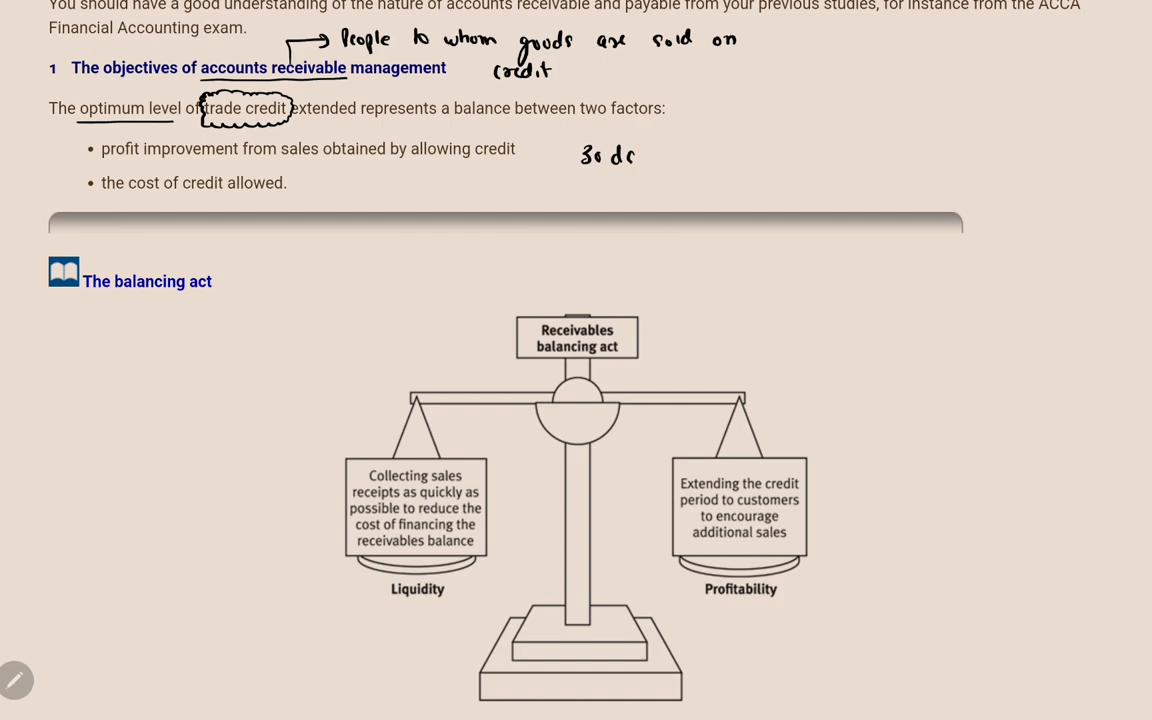 You should have a good understanding of the nature of accounts receivable and payable from your previous studies, for instance from the ACCA
Financial Accounting exam.
People to whom goods are sold on
credit
1 The objectives of accounts receivable management
The optimum level of trade credit extended represents a balance between two factors:
• profit improvement from sales obtained by allowing credit
30 da
• the cost of credit allowed.
The balancing act
Receivables
balancing act
Collecting sales
receipts as quickly as
possible to reduce the
cost of financing the
receivables balance
Liquidity
Extending the credit
period to customers
to encourage
additional sales
Profitability